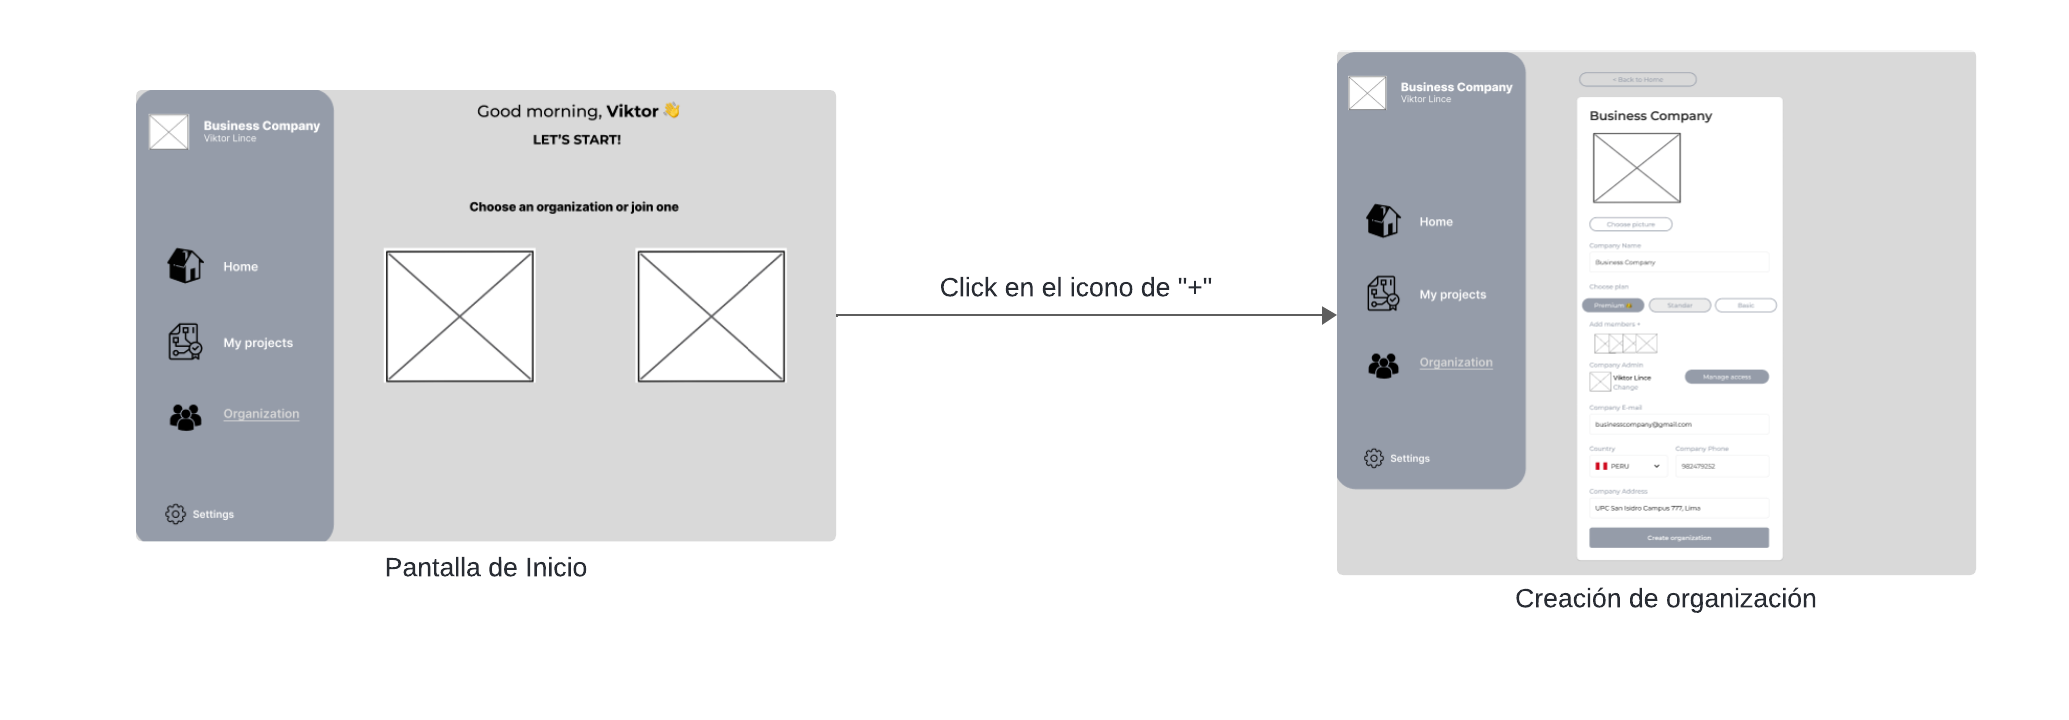 Business Company
Viktor Lince
Good morning, Viktor 👋
LET'S START!
Choose an organization or join one
Home
My projects
Organization
Settings
Pantalla de Inicio
Click en el icono de "+"
Business Company
Viktor Lince
Home
My projects
Organization
Settings
< Back to Home
Business Company
Choose picture
Company Name
Business Company
Choose plan
Premium 👑 Stander Basic
Add members +
Company Admin
Viktor Lince
Change
Manage access
Company E-mail
businesscompany@gmail.com
Country Company Phone
PERU 982479252
Company Address
UPC San Isidro Campus 777, Lima
Create organization
Creación de organización